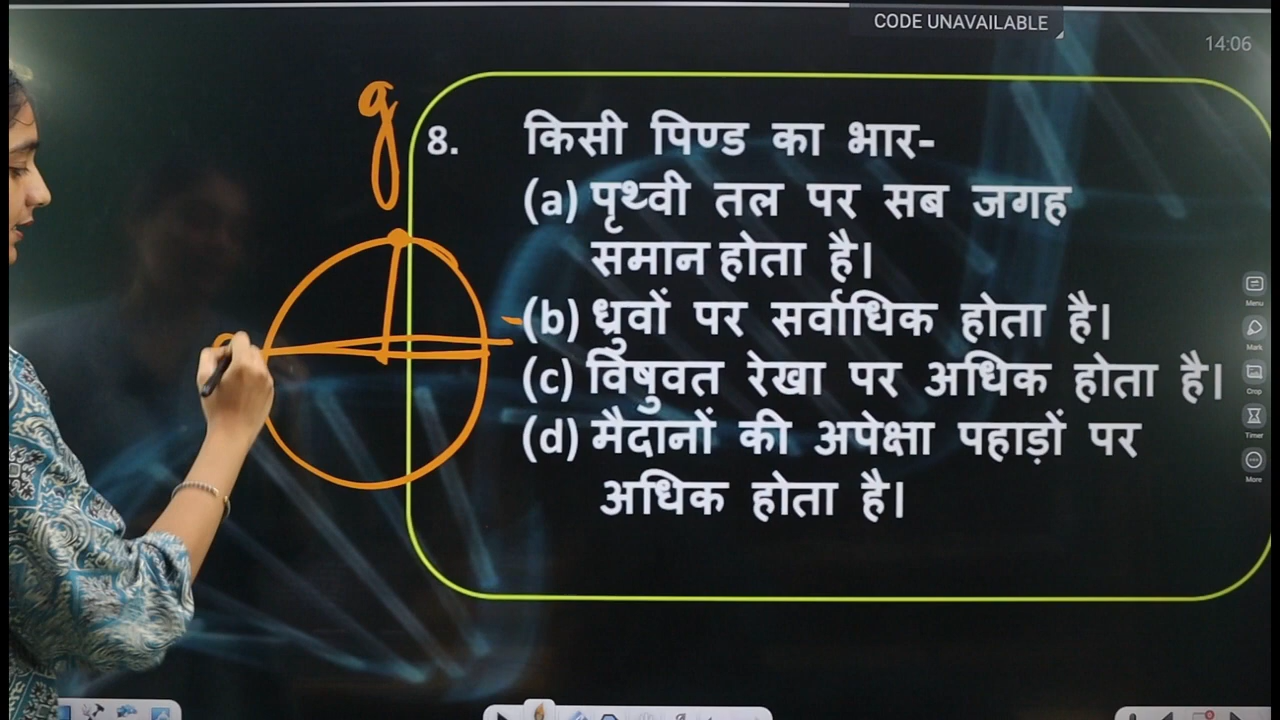 CODE UNAVAILABLE
14:06
g
8. किसी पिण्ड का भार-
(a) पृथ्वी तल पर सब जगह
समान होता है।
(b) ध्रुवों पर सर्वाधिक होता है।
(c) विषुवत रेखा पर अधिक होता है।
(d) मैदानों की अपेक्षा पहाड़ों पर
अधिक होता है।
Menu
Mark
Crop
Timer
More